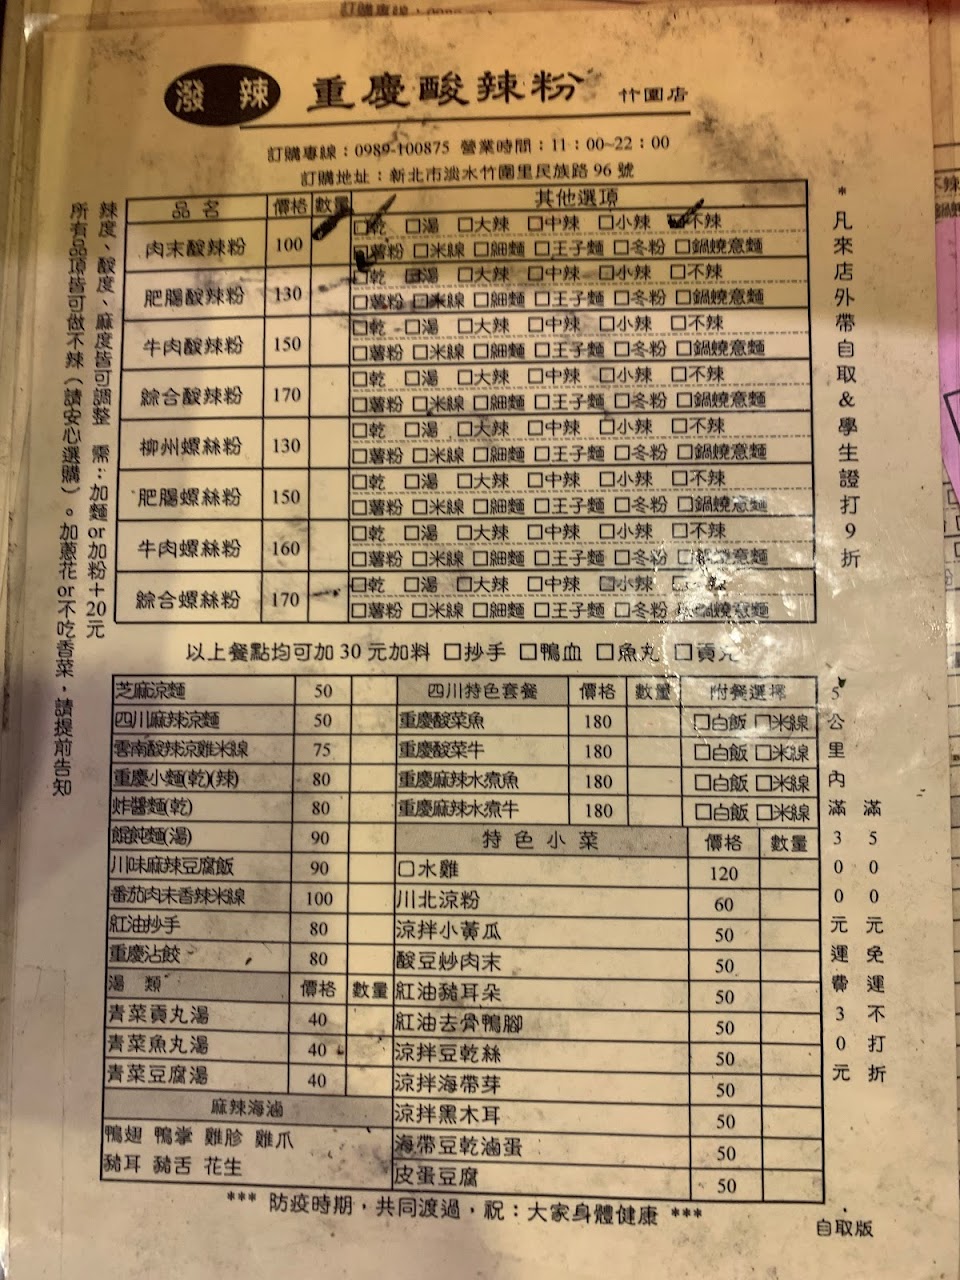 潑辣 重慶酸辣粉 竹圍店
訂購專線：0989-100875 營業時間：11：00~22：00
訂購地址：新北市淡水竹圍里民族路 96 號
品名 價格 數量 其他選項
肉末酸辣粉 100 □乾 □湯 □大辣 □中辣 □小辣 □不辣
□薯粉 □米線 □細麵 □王子麵 □冬粉 □鍋燒意麵
肥腸酸辣粉 130 □乾 □湯 □大辣 □中辣 □小辣 □不辣
□薯粉 □米線 □細麵 □王子麵 □冬粉 □鍋燒意麵
牛肉酸辣粉 150 □乾 □湯 □大辣 □中辣 □小辣 □不辣
□薯粉 □米線 □細麵 □王子麵 □冬粉 □鍋燒意麵
綜合酸辣粉 170 □乾 □湯 □大辣 □中辣 □小辣 □不辣
□薯粉 □米線 □細麵 □王子麵 □冬粉 □鍋燒意麵
柳州螺絲粉 130 □乾 □湯 □大辣 □中辣 □小辣 □不辣
□薯粉 □米線 □細麵 □王子麵 □冬粉 □鍋燒意麵
肥腸螺絲粉 150 □乾 □湯 □大辣 □中辣 □小辣 □不辣
□薯粉 □米線 □細麵 □王子麵 □冬粉 □鍋燒意麵
牛肉螺絲粉 160 □乾 □湯 □大辣 □中辣 □小辣 □不辣
□薯粉 □米線 □細麵 □王子麵 □冬粉 □鍋燒意麵
綜合螺絲粉 170 □乾 □湯 □大辣 □中辣 □小辣 □不辣
□薯粉 □米線 □細麵 □王子麵 □冬粉 □鍋燒意麵
辣度、酸度、麻度皆可調整 需：加麵 or 加粉＋20元
所有品項皆可做不辣（請安心選購）。加蔥花 or 不吃香菜，請提前告知
*凡來店外帶自取&學生證打9折
以上餐點均可加 30 元加料 □抄手 □鴨血 □魚丸 □貢丸
芝麻涼麵 50
四川麻辣涼麵 50
雲南酸辣涼雞米線 75
重慶小麵(乾)(辣) 80
炸醬麵(乾) 80
餛飩麵(湯) 90
川味麻辣豆腐飯 90
番茄肉末香辣米線 100
紅油抄手 80
重慶沾餃 80
湯 類 價格 數量
青菜貢丸湯 40
青菜魚丸湯 40
青菜豆腐湯 40
麻辣海滷
鴨翅 鴨掌 雞胗 雞爪
豬耳 豬舌 花生
四川特色套餐 價格 數量 附餐選擇
重慶酸菜魚 180 □白飯 □米線
重慶酸菜牛 180 □白飯 □米線
重慶麻辣水煮魚 180 □白飯 □米線
重慶麻辣水煮牛 180 □白飯 □米線
特 色 小 菜 價格 數量
口水雞 120
川北涼粉 60
涼拌小黃瓜 50
酸豆炒肉末 50
紅油豬耳朵 50
紅油去骨鴨腳 50
涼拌豆乾絲 50
涼拌海帶芽 50
涼拌黑木耳 50
海帶豆乾滷蛋 50
皮蛋豆腐 50
5公里內滿300元運費30元
滿500元免運不打折
*** 防疫時期，共同渡過，祝：大家身體健康 ***
自取版